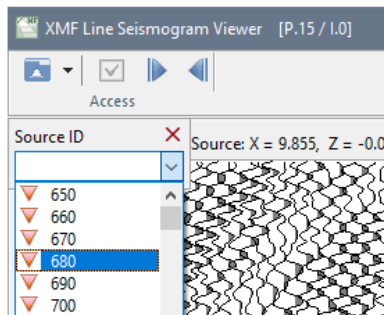 XMF Line Seismogram Viewer [P.15 / I.0]
Access
Source ID
Source: X = 9.855, Z = -0.0
650
660
670
680
690
700